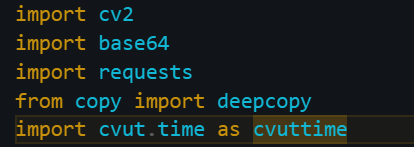 import cv2
import base64
import requests
from copy import deepcopy
import cvut.time as cvuttime